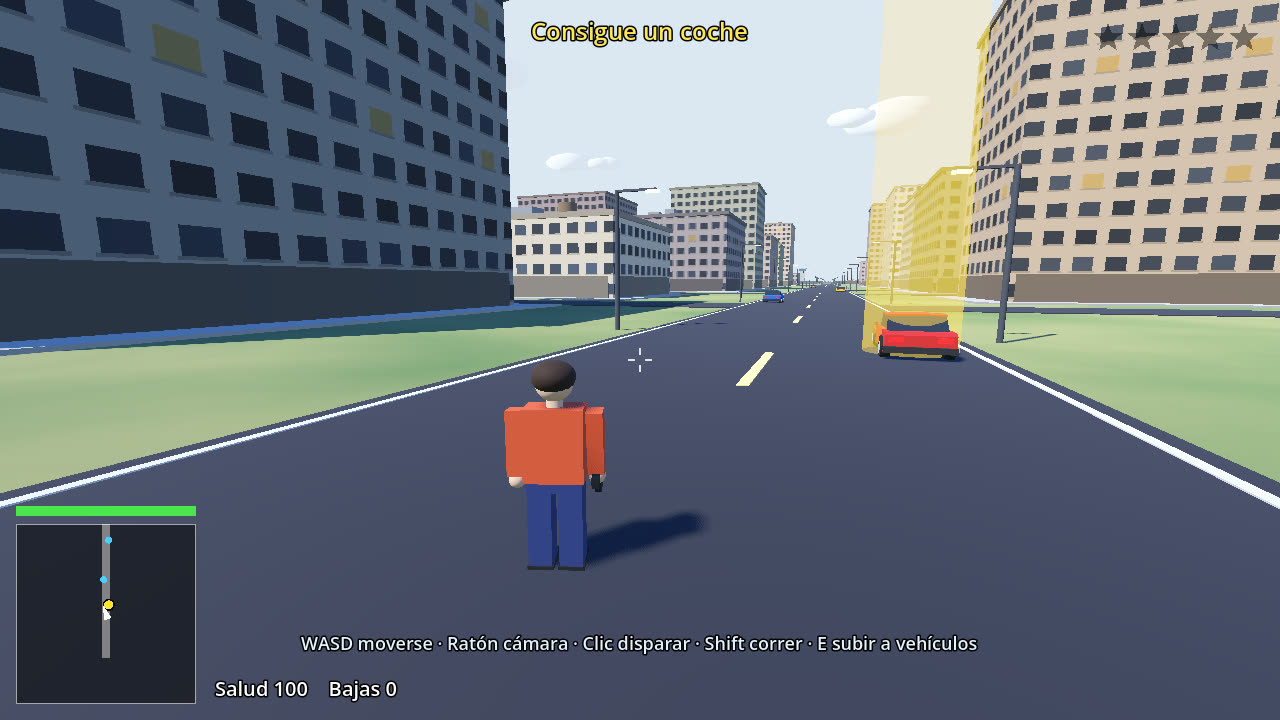 Consigue un coche
WASD moverse · Ratón cámara · Clic disparar · Shift correr · E subir a vehículos
Salud 100 Bajas 0